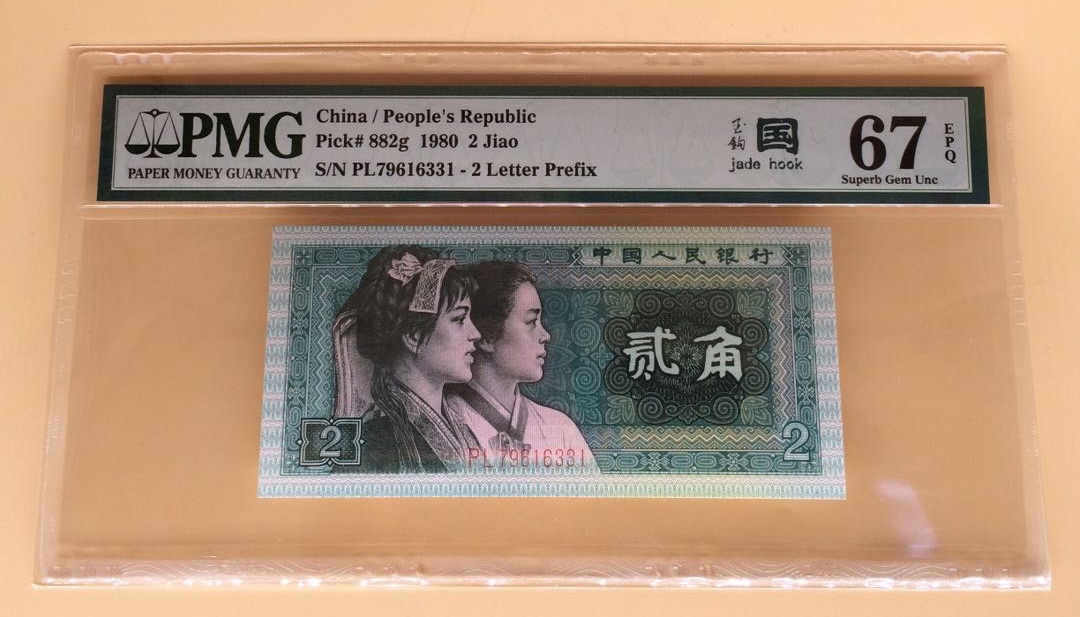 PMG
PAPER MONEY GUARANTY
China / People's Republic
Pick# 882g 1980 2 Jiao
S/N PL79616331 - 2 Letter Prefix
玉钩
国
jade hook
67
EPQ
Superb Gem Unc
中国人民银行
贰角
2
PL79616331
2